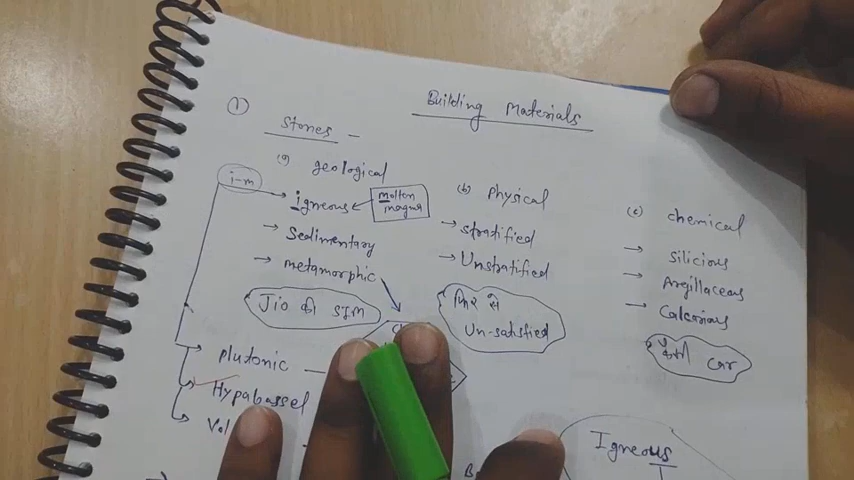 Building Materials
① Stones -
(a) geological
i-m
igneous
molten
magma
→ Sedimentary
→ metamorphic
Jio की SIM
(b) Physical
→ stratified
→ Unstratified
फिर से
Un-satisfied
(c) chemical
→ Silicious
→ Argillaceous
→ Calcarious
car
plutonic
Hypabassel
Vol
Igneous